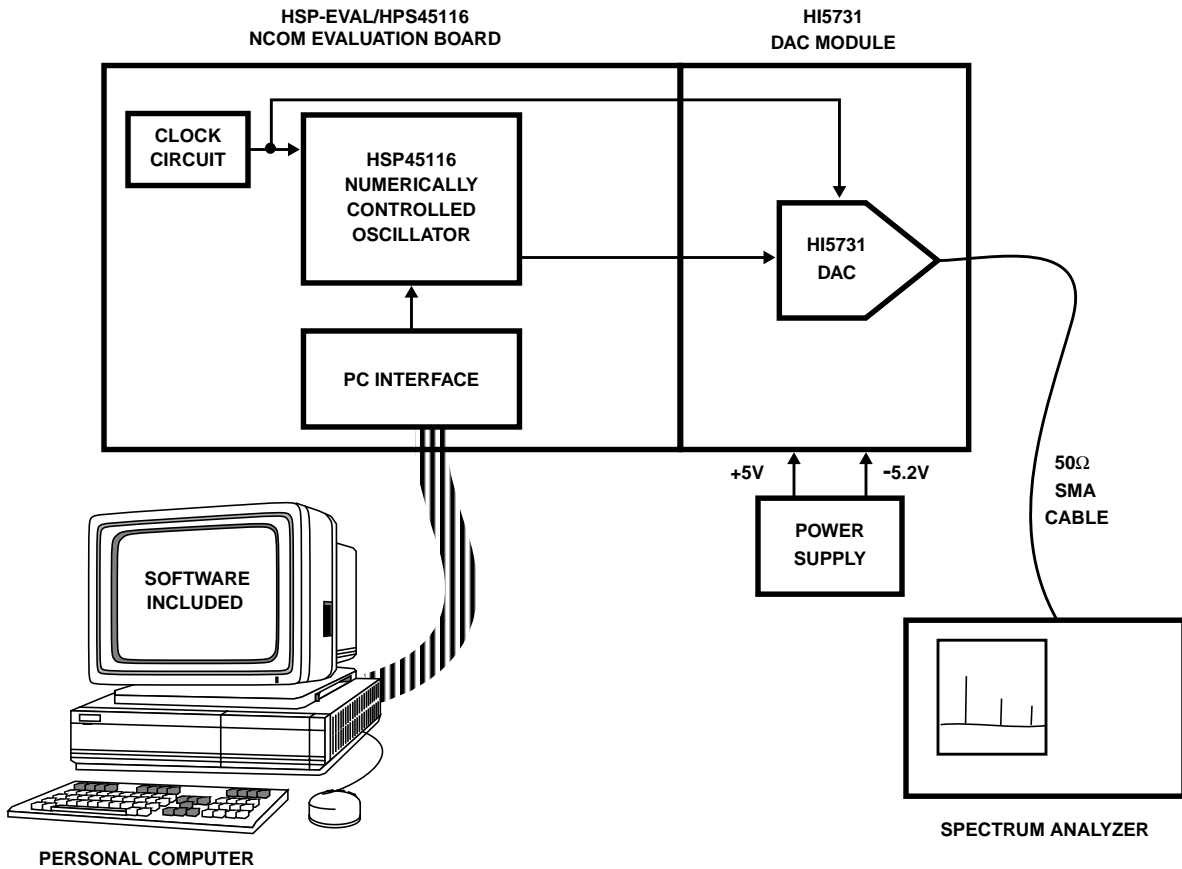 HSP-EVAL/HPS45116
NCOM EVALUATION BOARD
HI5731
DAC MODULE
CLOCK
CIRCUIT
HSP45116
NUMERICALLY
CONTROLLED
OSCILLATOR
HI5731
DAC
PC INTERFACE
+5V
-5.2V
50Ω
SMA
CABLE
POWER
SUPPLY
SOFTWARE
INCLUDED
SPECTRUM ANALYZER
PERSONAL COMPUTER